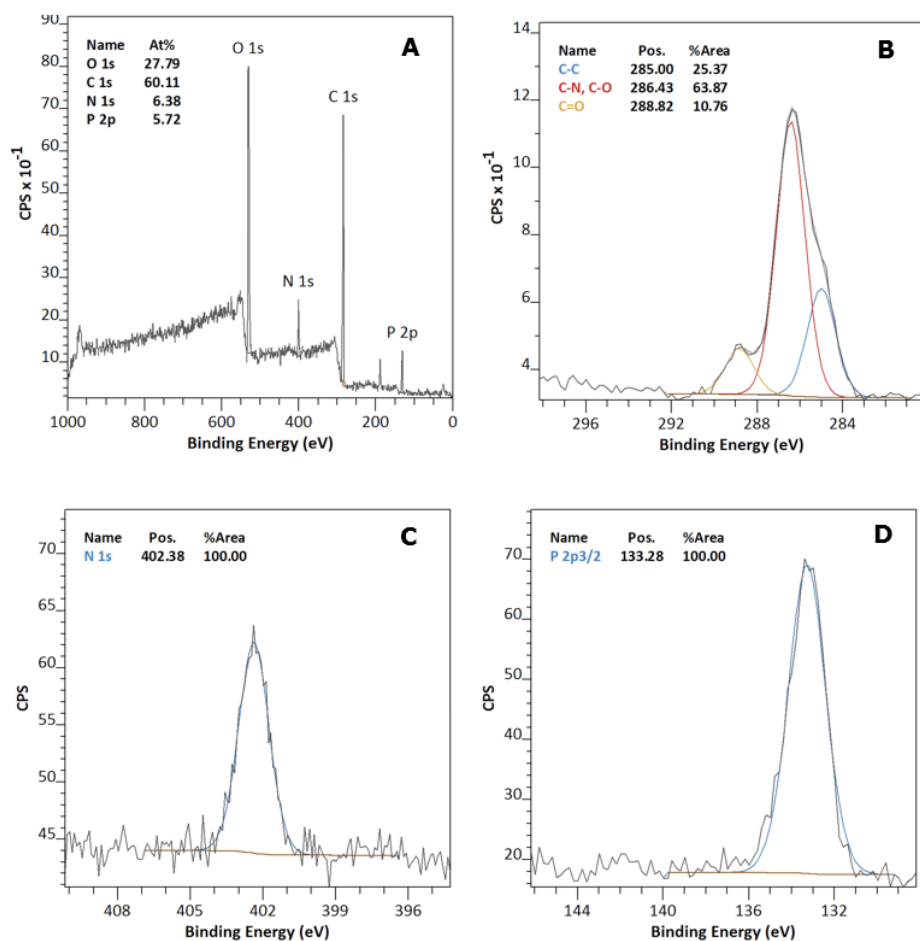 A
Name At%
O 1s 27.79
C 1s 60.11
N 1s 6.38
P 2p 5.72
O 1s
C 1s
N 1s
P 2p
CPS x 10⁻¹
90
80
70
60
50
40
30
20
10
1000 800 600 400 200 0
Binding Energy (eV)
B
Name Pos. %Area
C-C 285.00 25.37
C-N, C-O 286.43 63.87
C=O 288.82 10.76
CPS x 10⁻¹
14
12
10
8
6
4
296 292 288 284
Binding Energy (eV)
C
Name Pos. %Area
N 1s 402.38 100.00
CPS
70
65
60
55
50
45
408 405 402 399 396
Binding Energy (eV)
D
Name Pos. %Area
P 2p3/2 133.28 100.00
CPS
70
60
50
40
30
20
144 140 136 132
Binding Energy (eV)